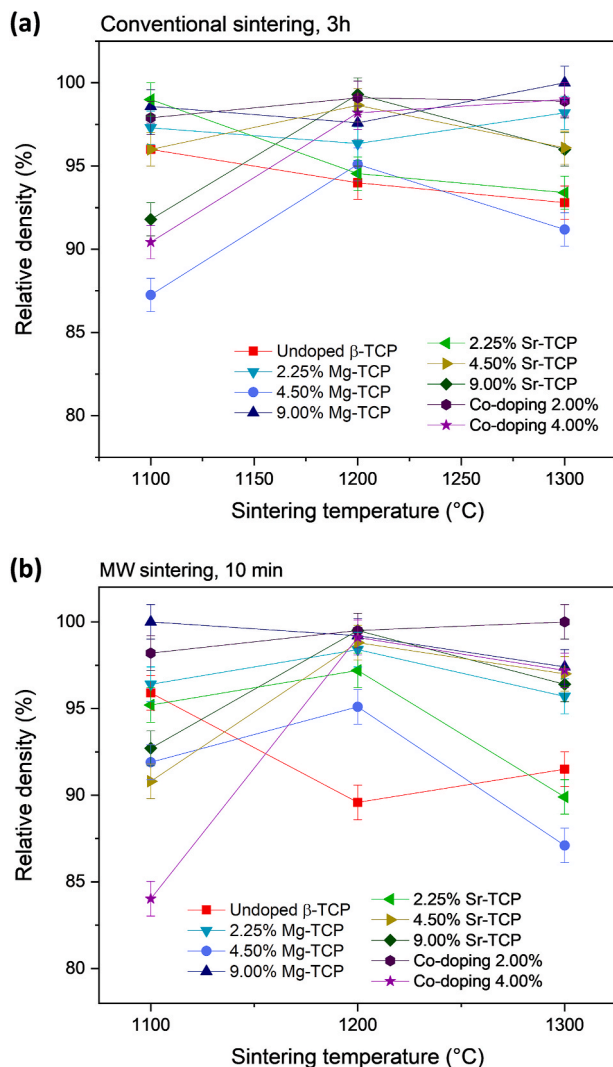 (a)
Conventional sintering, 3h
100
95
90
85
80
Relative density (%)
Undoped β-TCP
2.25% Mg-TCP
4.50% Mg-TCP
9.00% Mg-TCP
2.25% Sr-TCP
4.50% Sr-TCP
9.00% Sr-TCP
Co-doping 2.00%
Co-doping 4.00%
1100 1150 1200 1250 1300
Sintering temperature (°C)
(b)
MW sintering, 10 min
100
95
90
85
80
Relative density (%)
Undoped β-TCP
2.25% Mg-TCP
4.50% Mg-TCP
9.00% Mg-TCP
2.25% Sr-TCP
4.50% Sr-TCP
9.00% Sr-TCP
Co-doping 2.00%
Co-doping 4.00%
1100 1200 1300
Sintering temperature (°C)